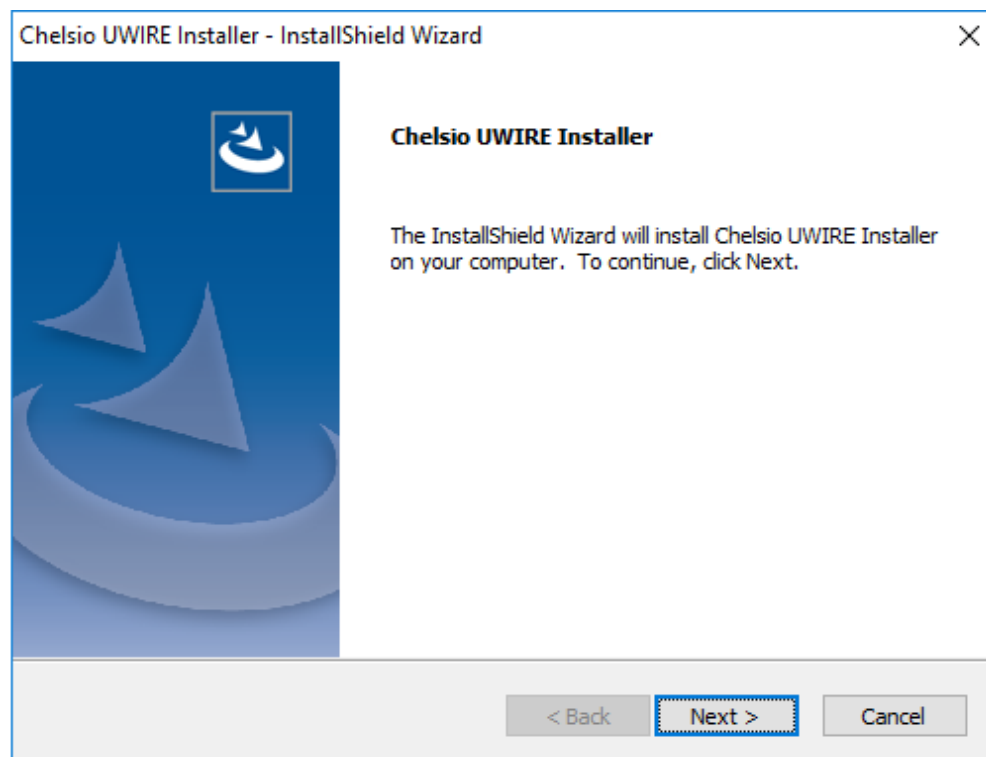 Chelsio UWIRE Installer - InstallShield Wizard
Chelsio UWIRE Installer
The InstallShield Wizard will install Chelsio UWIRE Installer
on your computer.  To continue, click Next.
< Back
Next >
Cancel